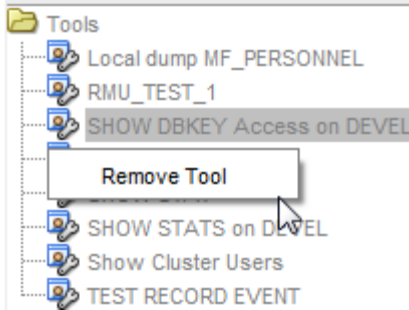 Tools
Local dump MF_PERSONNEL
RMU_TEST_1
SHOW DBKEY Access on DEVEL
Remove Tool
SHOW STATS on DEVEL
Show Cluster Users
TEST RECORD EVENT